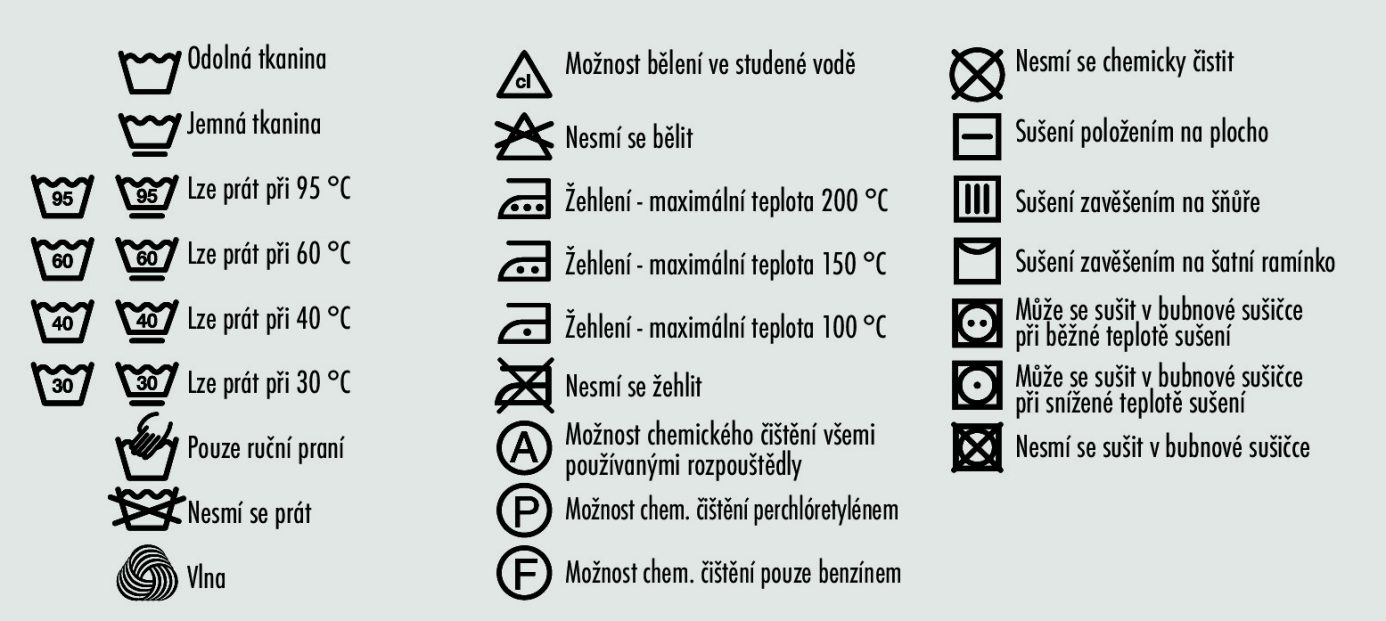 Odolná tkanina
Jemná tkanina
95 95 Lze prát při 95 °C
60 60 Lze prát při 60 °C
40 40 Lze prát při 40 °C
30 30 Lze prát při 30 °C
Pouze ruční praní
Nesmí se prát
Vlna
cl Možnost bělení ve studené vodě
Nesmí se bělit
Žehlení - maximální teplota 200 °C
Žehlení - maximální teplota 150 °C
Žehlení - maximální teplota 100 °C
Nesmí se žehlit
A Možnost chemického čištění všemi
používanými rozpouštědly
P Možnost chem. čištění perchlóretylénem
F Možnost chem. čištění pouze benzínem
Nesmí se chemicky čistit
Sušení položením na plocho
Sušení zavěšením na šňůře
Sušení zavěšením na šatní ramínko
Může se sušit v bubnové sušičce
při běžné teplotě sušení
Může se sušit v bubnové sušičce
při snížené teplotě sušení
Nesmí se sušit v bubnové sušičce